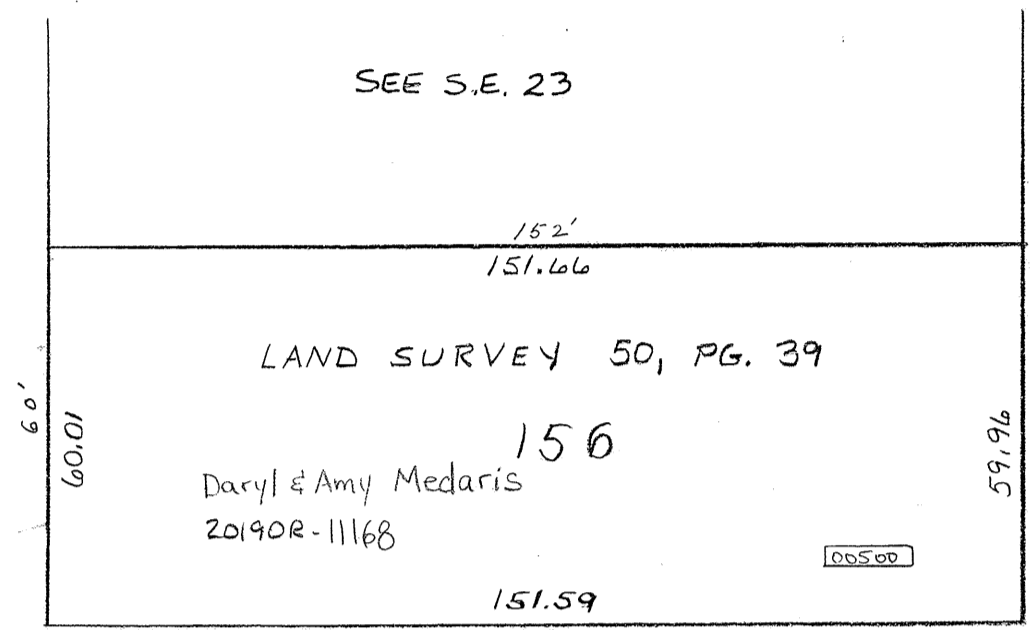 SEE S.E. 23
152'
151.66
LAND SURVEY 50, PG. 39
60'
60.01
156
59.96
Daryl & Amy Medaris
2019OR-11168
00500
151.59